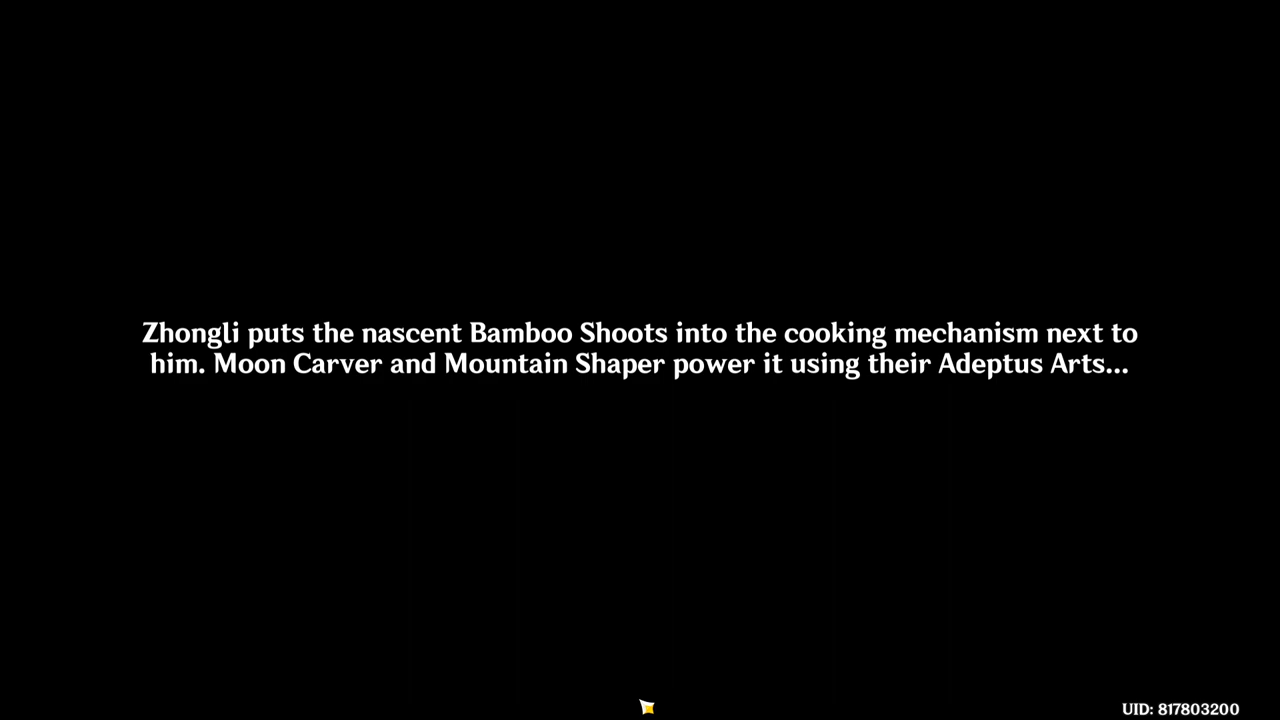 Zhongli puts the nascent Bamboo Shoots into the cooking mechanism next to
him. Moon Carver and Mountain Shaper power it using their Adeptus Arts...
UID: 817803200